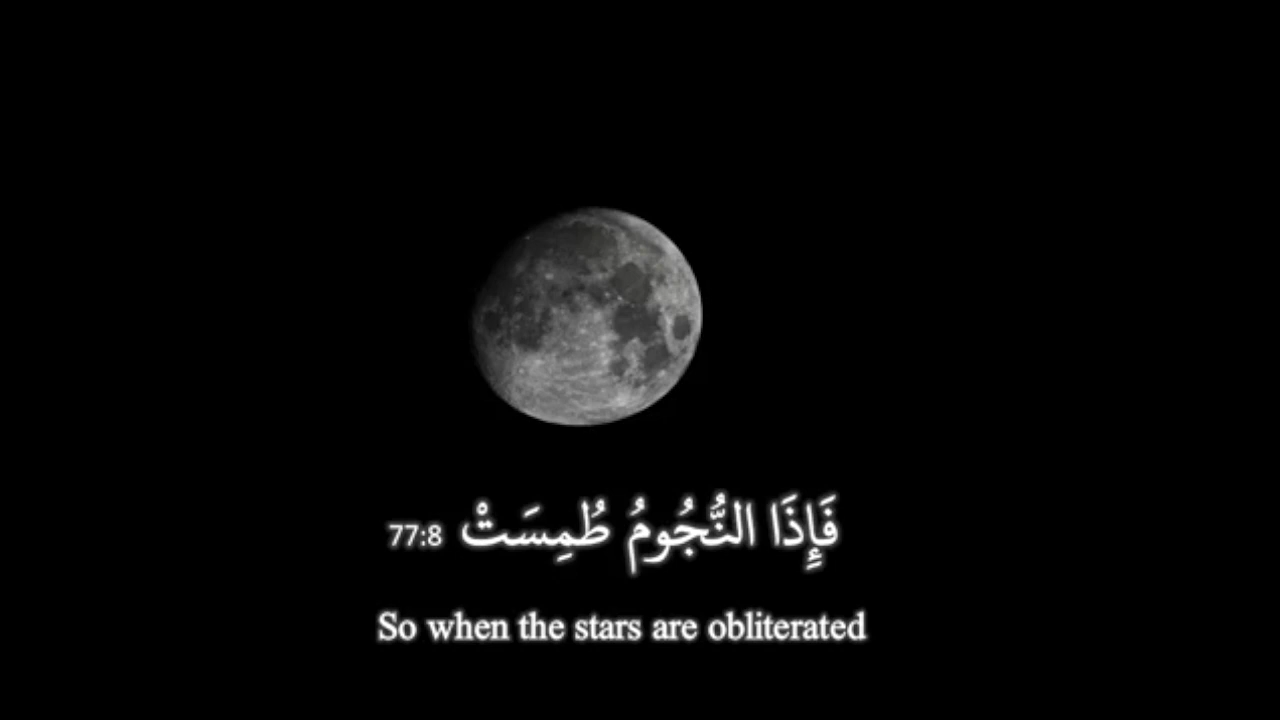 فَإِذَا النُّجُومُ طُمِسَتْ 77:8
So when the stars are obliterated